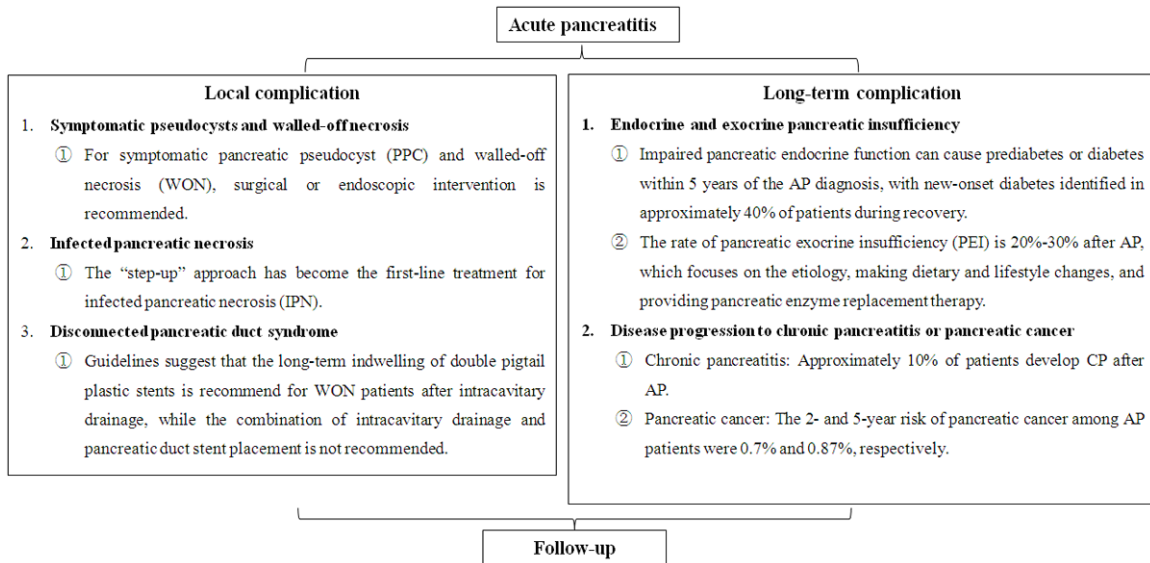 Acute pancreatitis
Local complication
1. Symptomatic pseudocysts and walled-off necrosis
① For symptomatic pancreatic pseudocyst (PPC) and walled-off
necrosis (WON), surgical or endoscopic intervention is
recommended.
2. Infected pancreatic necrosis
① The “step-up” approach has become the first-line treatment for
infected pancreatic necrosis (IPN).
3. Disconnected pancreatic duct syndrome
① Guidelines suggest that the long-term indwelling of double pigtail
plastic stents is recommend for WON patients after intracavitary
drainage, while the combination of intracavitary drainage and
pancreatic duct stent placement is not recommended.
Long-term complication
1. Endocrine and exocrine pancreatic insufficiency
① Impaired pancreatic endocrine function can cause prediabetes or diabetes
within 5 years of the AP diagnosis, with new-onset diabetes identified in
approximately 40% of patients during recovery.
② The rate of pancreatic exocrine insufficiency (PEI) is 20%-30% after AP,
which focuses on the etiology, making dietary and lifestyle changes, and
providing pancreatic enzyme replacement therapy.
2. Disease progression to chronic pancreatitis or pancreatic cancer
① Chronic pancreatitis: Approximately 10% of patients develop CP after
AP.
② Pancreatic cancer: The 2- and 5-year risk of pancreatic cancer among AP
patients were 0.7% and 0.87%, respectively.
Follow-up